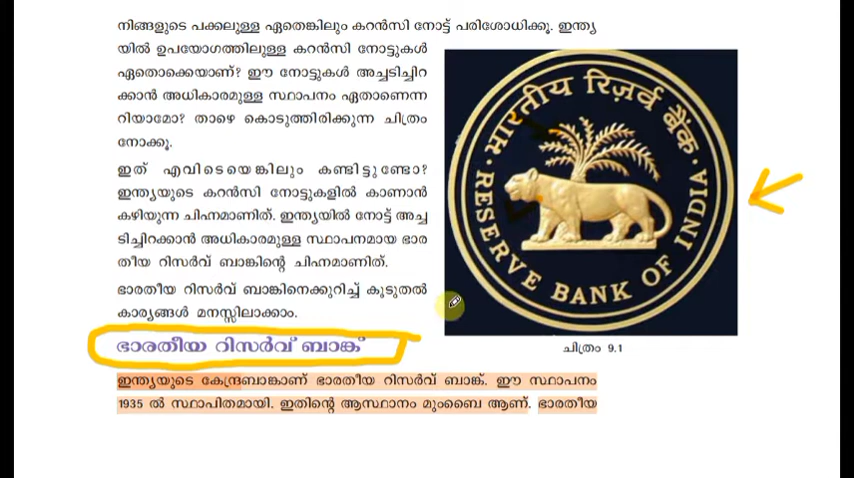 നിങ്ങളുടെ പക്കലുള്ള ഏതെങ്കിലും കറൻസി നോട്ട് പരിശോധിക്കൂ. ഇന്ത്യ
യിൽ ഉപയോഗത്തിലുള്ള കറൻസി നോട്ടുകൾ
ഏതൊക്കെയാണ്? ഈ നോട്ടുകൾ അച്ചടിച്ചിറ
ക്കാൻ അധികാരമുള്ള സ്ഥാപനം ഏതാണെന്ന
റിയാമോ? താഴെ കൊടുത്തിരിക്കുന്ന ചിത്രം
നോക്കൂ.
ഇത് എവിടെയെങ്കിലും കണ്ടിട്ടുണ്ടോ?
ഇന്ത്യയുടെ കറൻസി നോട്ടുകളിൽ കാണാൻ
കഴിയുന്ന ചിഹ്നമാണിത്. ഇന്ത്യയിൽ നോട്ട് അച്ച
ടിച്ചിറക്കാൻ അധികാരമുള്ള സ്ഥാപനമായ ഭാര
തീയ റിസർവ് ബാങ്കിന്റെ ചിഹ്നമാണിത്.
ഭാരതീയ റിസർവ് ബാങ്കിനെക്കുറിച്ച് കൂടുതൽ
കാര്യങ്ങൾ മനസ്സിലാക്കാം.
भारतीय रिज़र्व बैंक
RESERVE BANK OF INDIA
ചിത്രം 9.1
ഭാരതീയ റിസർവ് ബാങ്ക്
ഇന്ത്യയുടെ കേന്ദ്രബാങ്കാണ് ഭാരതീയ റിസർവ് ബാങ്ക്. ഈ സ്ഥാപനം
1935 ൽ സ്ഥാപിതമായി. ഇതിന്റെ ആസ്ഥാനം മുംബൈ ആണ്. ഭാരതീയ